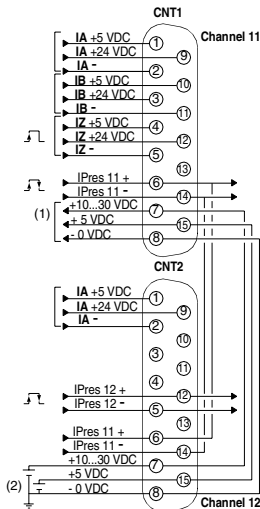 CNT1
Channel 11
IA +5 VDC 1
IA +24 VDC 9
IA - 2
IB +5 VDC 10
IB +24 VDC 3
IB - 11
IZ +5 VDC 4
IZ +24 VDC 12
IZ - 5
13
IPres 11 + 6
IPres 11 - 14
(1)
+10...30 VDC 7
+ 5 VDC 15
- 0 VDC 8
CNT2
IA +5 VDC 1
IA +24 VDC 9
IA - 2
10
3
11
4
IPres 12 + 12
IPres 12 - 5
13
IPres 11 + 6
IPres 11 - 14
+10...30 VDC 7
(2)
+5 VDC 15
- 0 VDC 8
Channel 12